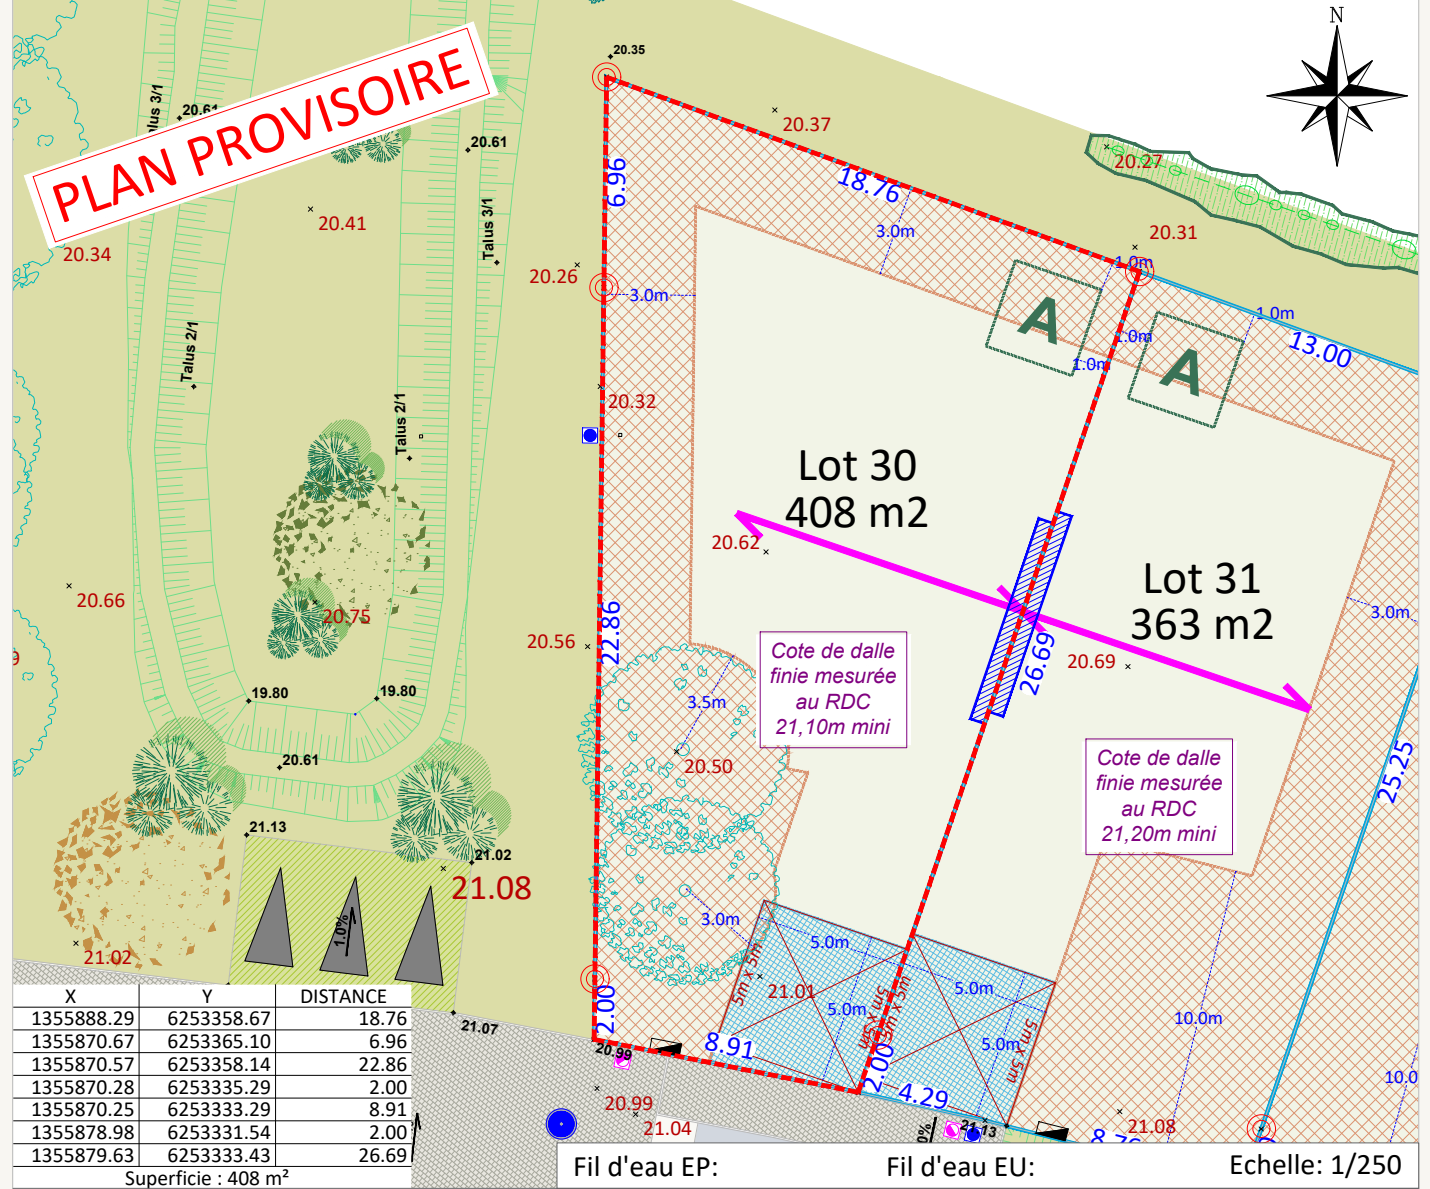 N
20.35
PLAN PROVISOIRE
20.61
20.61
20.37
20.27
6.96
18.76
Talus 3/1
20.41
20.34
3.0m
20.31
20.26
1.0m
3.0m
1.0m
13.00
A
1.0m
1.0m
A
Talus 2/1
20.32
Talus 2/1
Lot 30
408 m2
20.62
Lot 31
363 m2
20.66
20.75
3.0m
20.56
22.86
26.69
20.69
Cote de dalle
finie mesurée
au RDC
21,10m mini
19.80
19.80
3.5m
20.61
20.50
Cote de dalle
finie mesurée
au RDC
21,20m mini
25.25
21.13
21.02
21.08
1.0%
3.0m
5.0m
21.02
5m x 5m
21.01
5.0m
5.0m
5m x 5m
5m x 5m
5.0m
5m x 5m
10.0m
2.00
21.07
20.99
8.91
2.00
4.29
10.0
20.99
21.04
21.13
21.08
8.76
X Y DISTANCE
1355888.29 6253358.67 18.76
1355870.67 6253365.10 6.96
1355870.57 6253358.14 22.86
1355870.28 6253335.29 2.00
1355870.25 6253333.29 8.91
1355878.98 6253331.54 2.00
1355879.63 6253333.43 26.69
Superficie : 408 m²
Fil d'eau EP: Fil d'eau EU: Echelle: 1/250